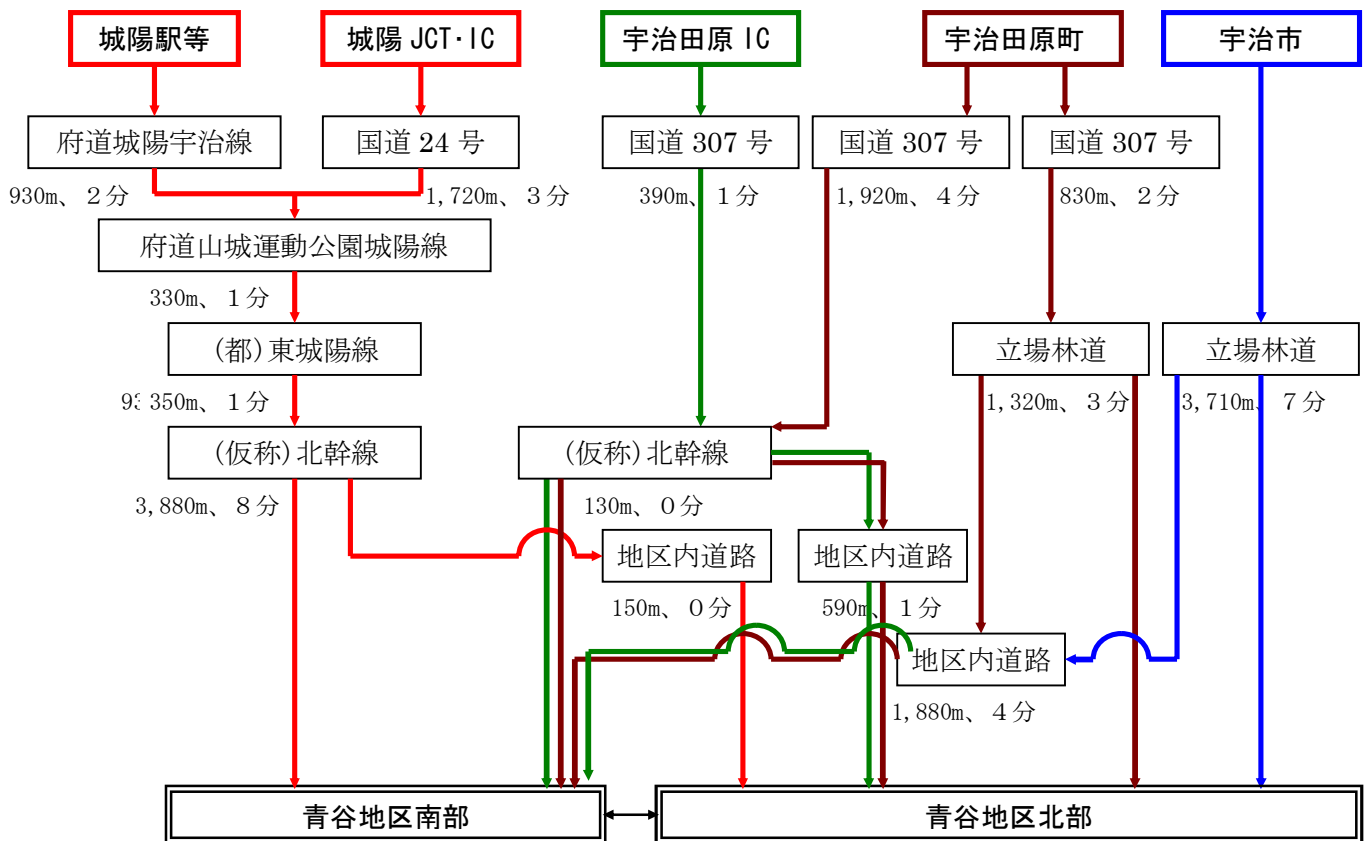 城陽駅等
城陽 JCT·IC
宇治田原 IC
宇治田原町
宇治市
府道城陽宇治線
国道 24 号
国道 307 号
国道 307 号
国道 307 号
930m、２分
1,720m、３分
390m、１分
1,920m、４分
830m、２分
府道山城運動公園城陽線
330m、１分
(都)東城陽線
立場林道
立場林道
350m、１分
1,320m、３分
3,710m、７分
(仮称)北幹線
(仮称)北幹線
3,880m、８分
130m、０分
地区内道路
地区内道路
150m、０分
590m、１分
地区内道路
1,880m、４分
青谷地区南部
青谷地区北部